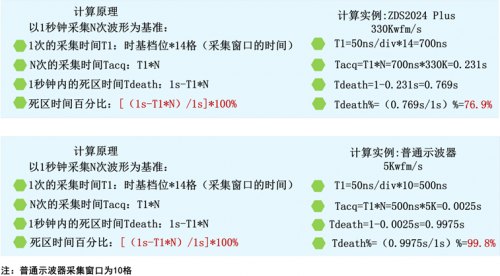 计算原理
以1秒钟采集N次波形为基准:
1次的采集时间T1: 时基档位*14格(采集窗口的时间)
N次的采集时间Tacq: T1*N
1秒钟内的死区时间Tdeath: 1s-T1*N
死区时间百分比: [(1s-T1*N)/1s]*100%
计算实例:ZDS2024 Plus
330Kwfm/s
T1=50ns/div*14=700ns
Tacq=T1*N=700ns*330K=0.231s
Tdeath=1-0.231s=0.769s
Tdeath%=(0.769s/1s)%=76.9%
计算原理
以1秒钟采集N次波形为基准:
1次的采集时间T1: 时基档位*14格(采集窗口的时间)
N次的采集时间Tacq: T1*N
1秒钟内的死区时间Tdeath: 1s-T1*N
死区时间百分比: [(1s-T1*N)/1s]*100%
计算实例:普通示波器
5Kwfm/s
T1=50ns/div*10=500ns
Tacq=T1*N=500ns*5K=0.0025s
Tdeath=1-0.0025s=0.9975s
Tdeath%=(0.9975s/1s)%=99.8%
注: 普通示波器采集窗口为10格